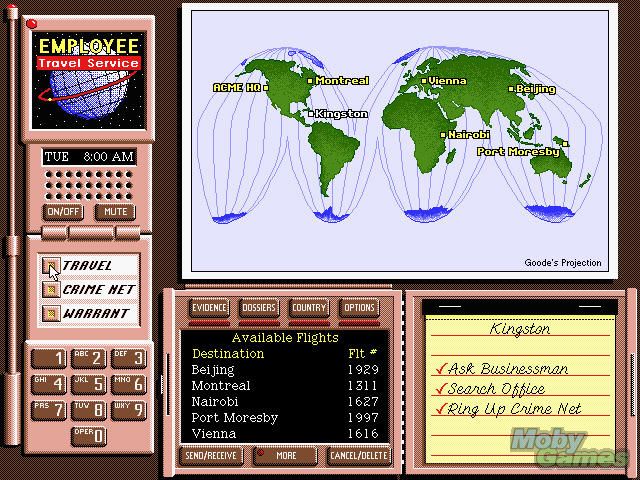 EMPLOYEE
Travel Service
TUE 8:00 AM
ON/OFF MUTE
TRAVEL
CRIME NET
WARRANT
1 ABC 2 DEF 3
GHI 4 JKL 5 MNO 6
PRS 7 TUV 8 WXY 9
OPER 0
ACME HQ
Montreal
Kingston
Vienna
Beijing
Nairobi
Port Moresby
Goode's Projection
EVIDENCE DOSSIERS COUNTRY OPTIONS
Available Flights
Destination Flt #
Beijing 1929
Montreal 1311
Nairobi 1627
Port Moresby 1997
Vienna 1616
SEND/RECEIVE MORE CANCEL/DELETE
Kingston
✓Ask Businessman
✓Search Office
✓Ring Up Crime Net
Moby
Games